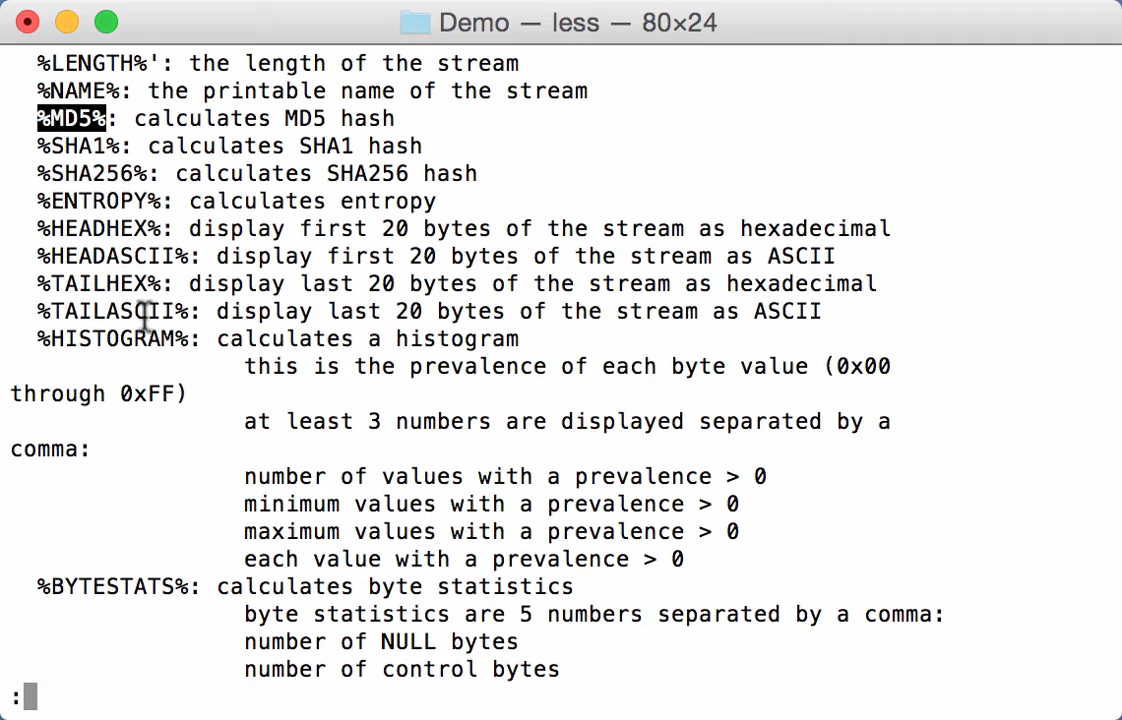 Demo — less — 80×24
%LENGTH%': the length of the stream
%NAME%: the printable name of the stream
%MD5%: calculates MD5 hash
%SHA1%: calculates SHA1 hash
%SHA256%: calculates SHA256 hash
%ENTROPY%: calculates entropy
%HEADHEX%: display first 20 bytes of the stream as hexadecimal
%HEADASCII%: display first 20 bytes of the stream as ASCII
%TAILHEX%: display last 20 bytes of the stream as hexadecimal
%TAILASCII%: display last 20 bytes of the stream as ASCII
%HISTOGRAM%: calculates a histogram
this is the prevalence of each byte value (0x00
through 0xFF)
at least 3 numbers are displayed separated by a
comma:
number of values with a prevalence > 0
minimum values with a prevalence > 0
maximum values with a prevalence > 0
each value with a prevalence > 0
%BYTESTATS%: calculates byte statistics
byte statistics are 5 numbers separated by a comma:
number of NULL bytes
number of control bytes
: